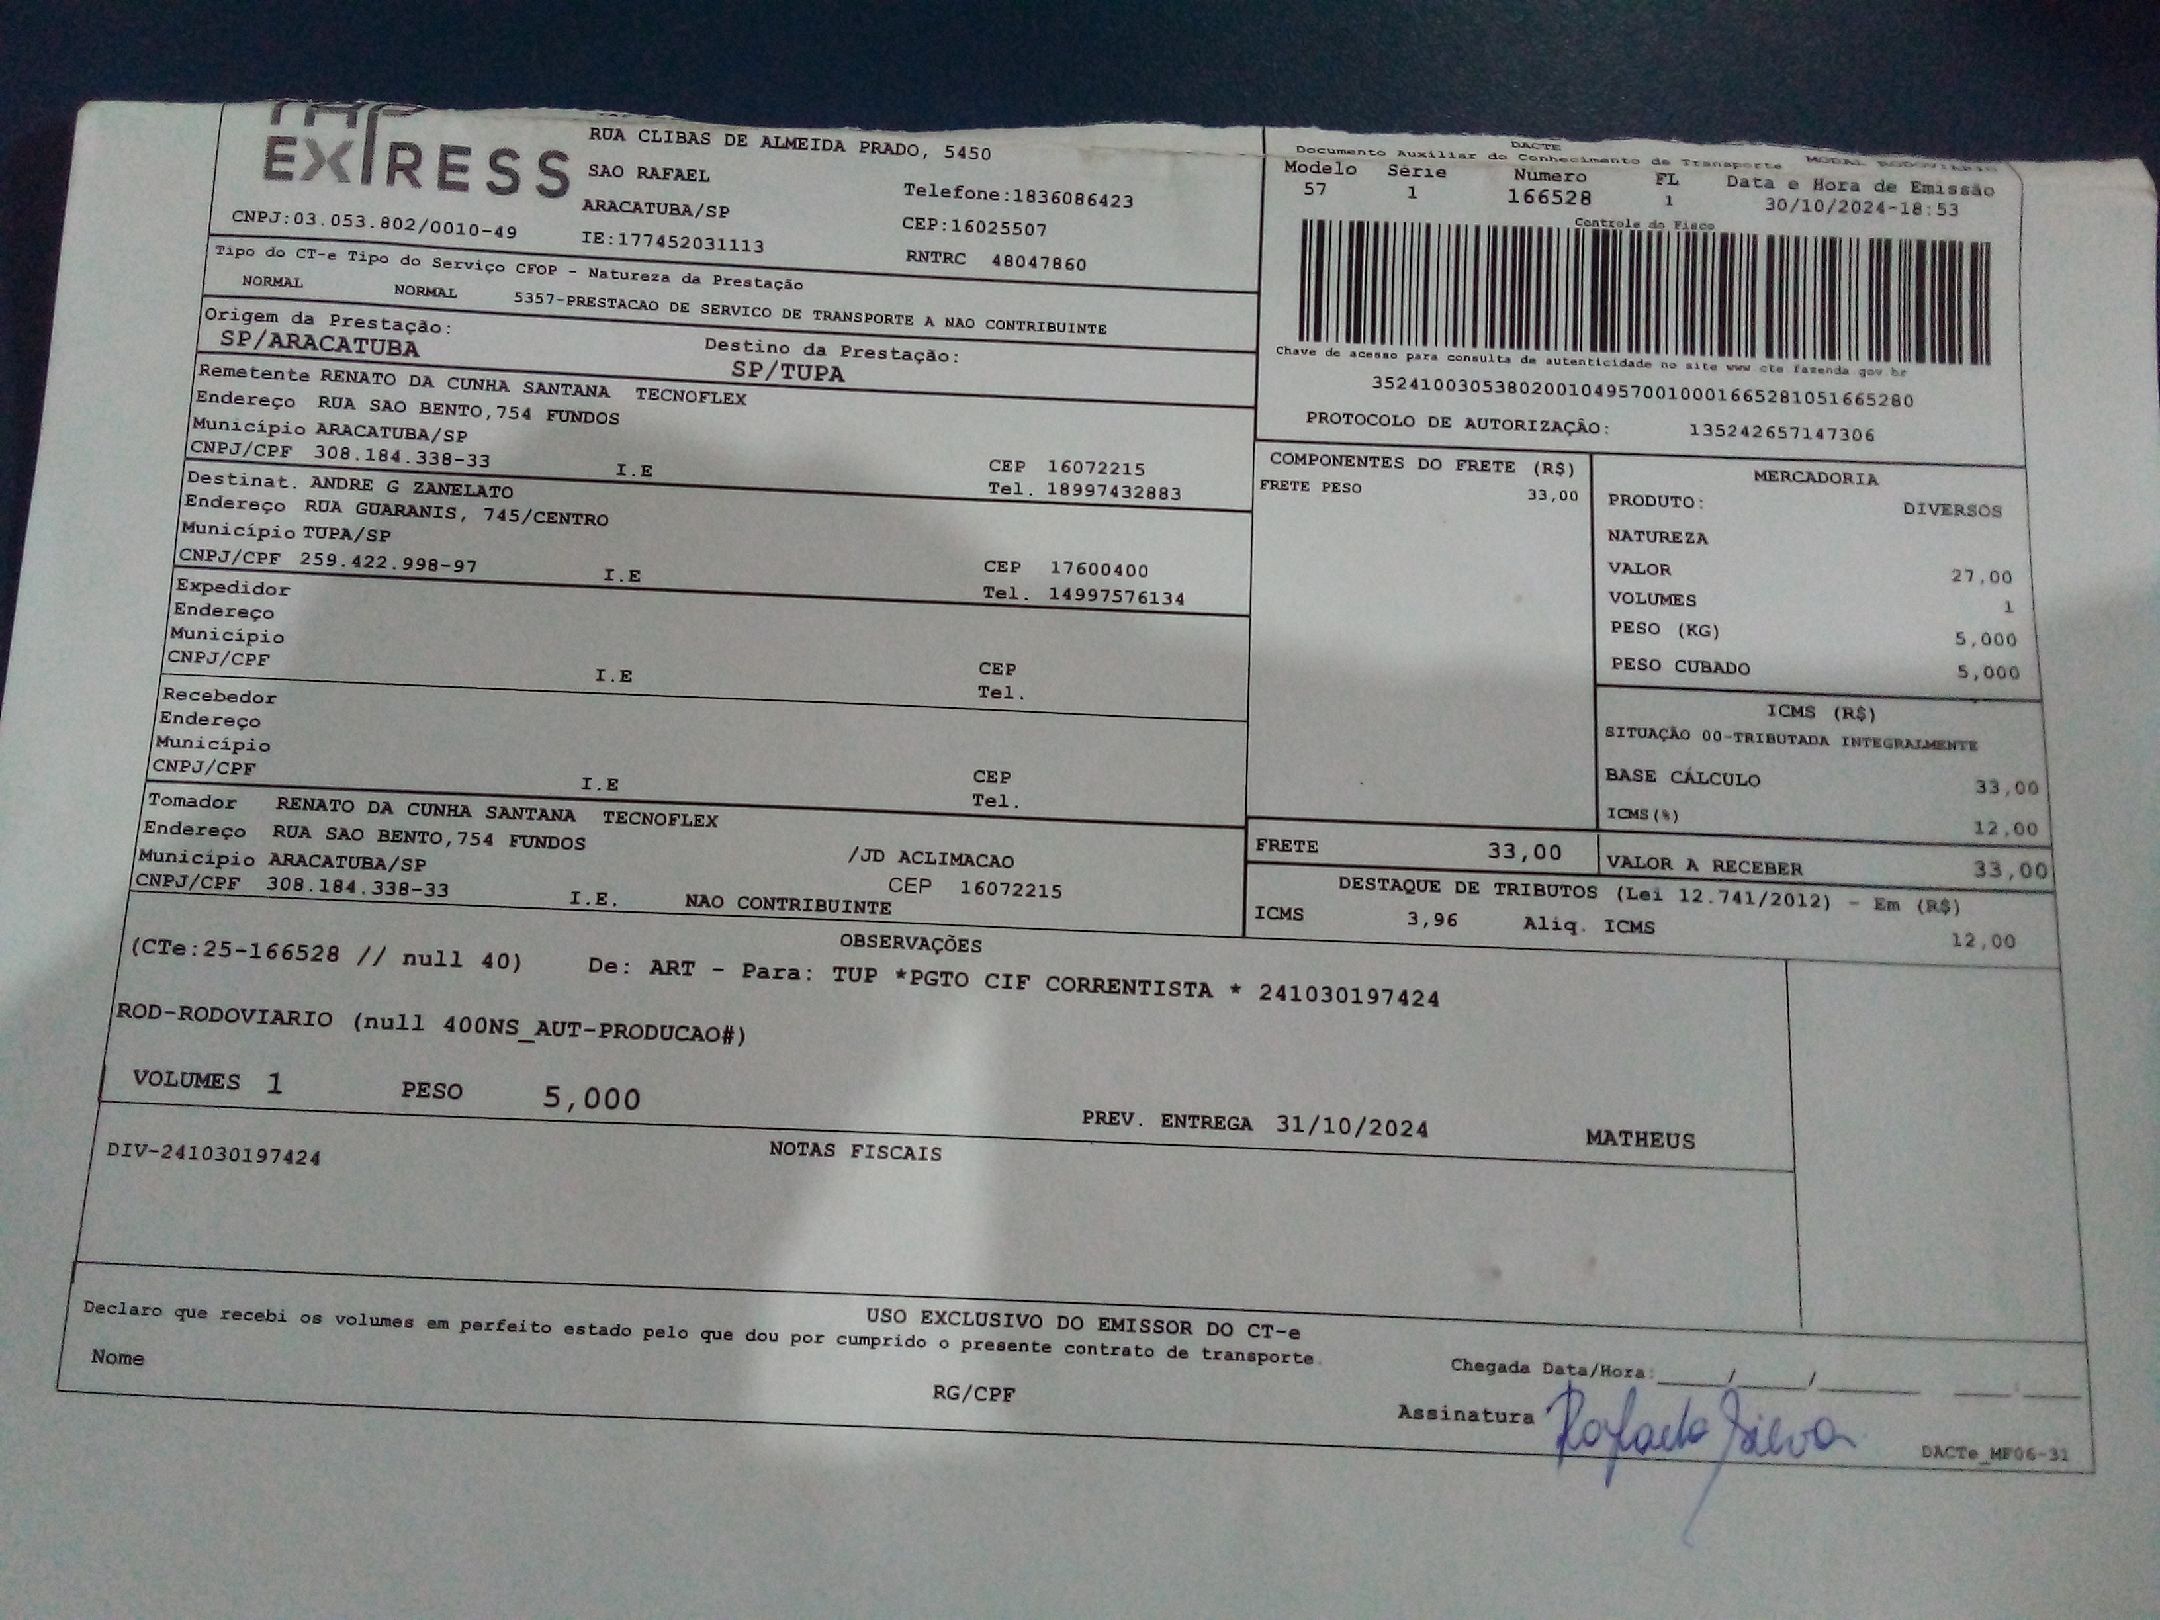 EXPRESS
RUA CLIBAS DE ALMEIDA PRADO, 5450
SAO RAFAEL
Telefone:1836086423
ARACATUBA/SP
CEP:16025507
CNPJ:03.053.802/0010-49
IE:177452031113
RNTRC 48047860
DACTE
Documento Auxiliar do Conhecimento de Transporte MODAL RODOVIARIO
Modelo Série Número FL Data e Hora de Emissão
57 1 166528 1 30/10/2024-18:53
Controle do Fisco
Chave de acesso para consulta de autenticidade no site www cte fazenda gov br
35241003053802001049570010001665281051665280
PROTOCOLO DE AUTORIZAÇÃO: 135242657147306
Tipo do CT-e Tipo do Serviço CFOP - Natureza da Prestação
NORMAL NORMAL 5357-PRESTACAO DE SERVICO DE TRANSPORTE A NAO CONTRIBUINTE
Origem da Prestação: Destino da Prestação:
SP/ARACATUBA SP/TUPA
Remetente RENATO DA CUNHA SANTANA TECNOFLEX
Endereço RUA SAO BENTO,754 FUNDOS
Município ARACATUBA/SP CEP 16072215
CNPJ/CPF 308.184.338-33 I.E Tel. 18997432883
Destinat. ANDRE G ZANELATO
Endereço RUA GUARANIS, 745/CENTRO
Município TUPA/SP CEP 17600400
CNPJ/CPF 259.422.998-97 I.E Tel. 14997576134
Expedidor
Endereço
Município CEP
CNPJ/CPF I.E Tel.
Recebedor
Endereço
Município CEP
CNPJ/CPF I.E Tel.
Tomador RENATO DA CUNHA SANTANA TECNOFLEX
Endereço RUA SAO BENTO,754 FUNDOS /JD ACLIMACAO
Município ARACATUBA/SP CEP 16072215
CNPJ/CPF 308.184.338-33 I.E. NAO CONTRIBUINTE
COMPONENTES DO FRETE (R$)
FRETE PESO 33,00
MERCADORIA
PRODUTO: DIVERSOS
NATUREZA
VALOR 27,00
VOLUMES 1
PESO (KG) 5,000
PESO CUBADO 5,000
ICMS (R$)
SITUAÇÃO 00-TRIBUTADA INTEGRALMENTE
BASE CÁLCULO 33,00
ICMS(%) 12,00
FRETE 33,00 VALOR A RECEBER 33,00
DESTAQUE DE TRIBUTOS (Lei 12.741/2012) - Em (R$)
ICMS 3,96 Aliq. ICMS 12,00
OBSERVAÇÕES
(CTe:25-166528 // null 40) De: ART - Para: TUP *PGTO CIF CORRENTISTA * 241030197424
ROD-RODOVIARIO (null 400NS_AUT-PRODUCAO#)
VOLUMES 1 PESO 5,000 PREV. ENTREGA 31/10/2024 MATHEUS
NOTAS FISCAIS
DIV-241030197424
USO EXCLUSIVO DO EMISSOR DO CT-e
Declaro que recebi os volumes em perfeito estado pelo que dou por cumprido o presente contrato de transporte.
Chegada Data/Hora:_____/_____/________ ____:____
Nome RG/CPF Assinatura Rafaela Silva
DACTe_MF06-31